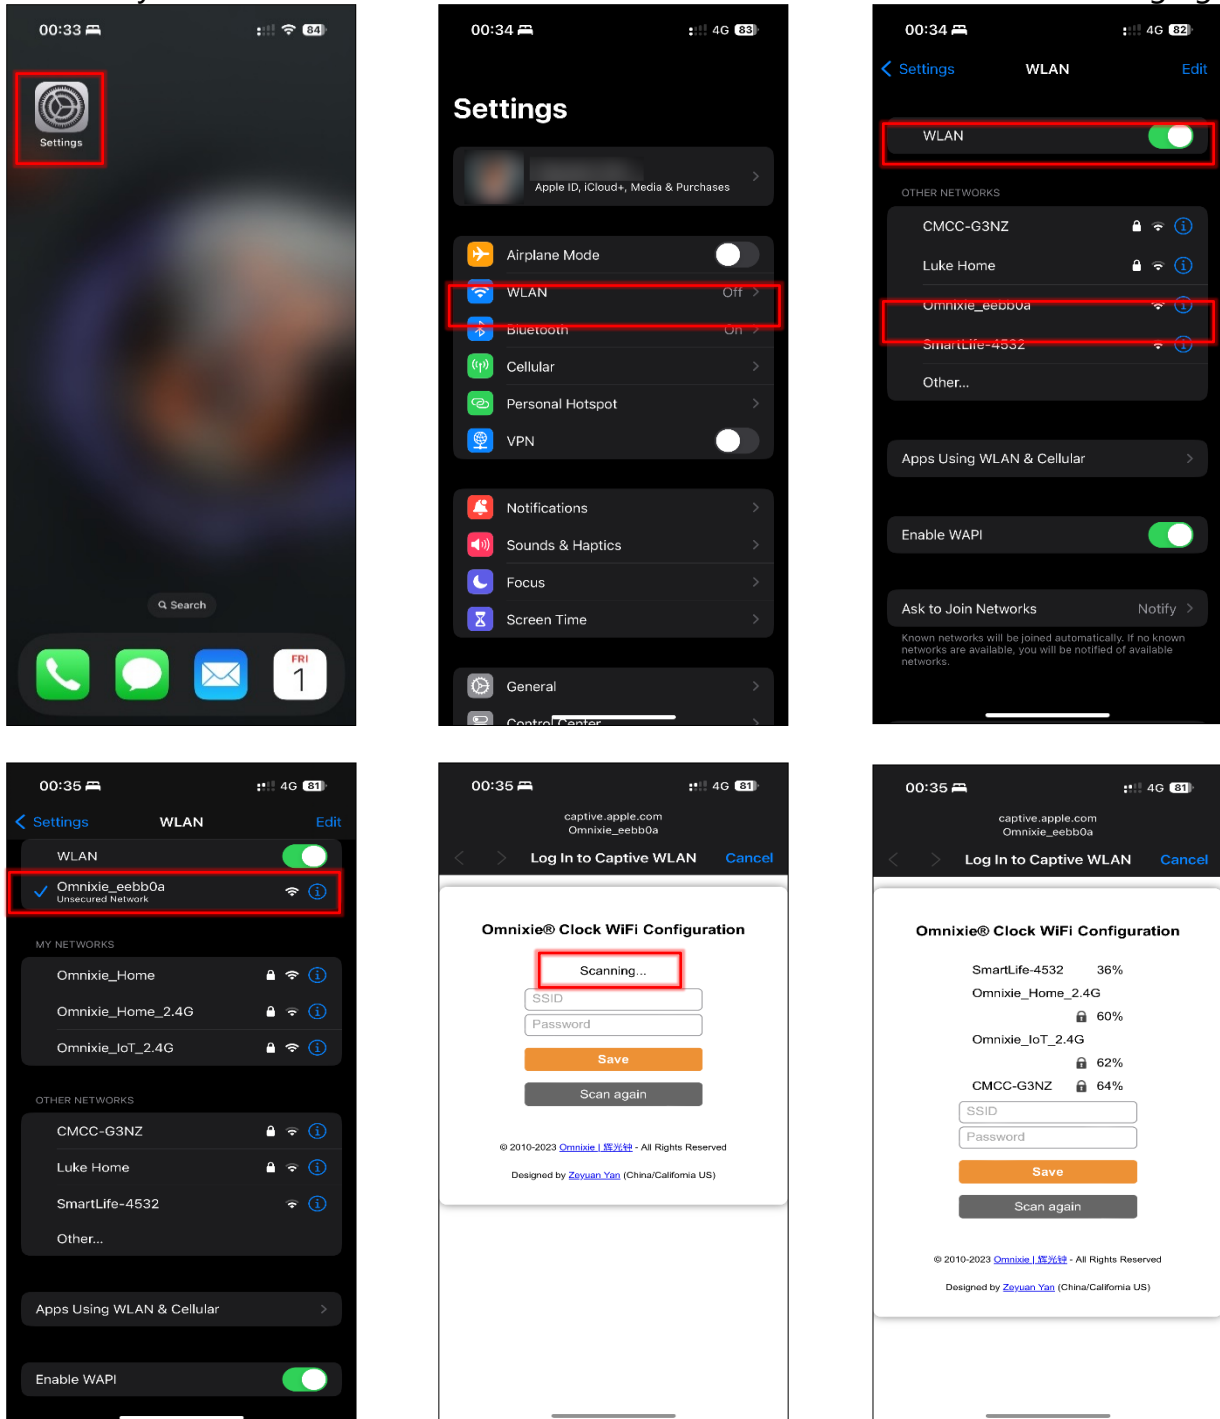 00:33
84
Settings
Search
FRI
1
00:34
4G 83
Settings
Apple ID, iCloud+, Media & Purchases
Airplane Mode
WLAN Off
Bluetooth On
Cellular
Personal Hotspot
VPN
Notifications
Sounds & Haptics
Focus
Screen Time
General
Control Center
00:34
4G 82
Settings WLAN Edit
WLAN
OTHER NETWORKS
CMCC-G3NZ
Luke Home
Omnixie_eebb0a
SmartLife-4532
Other...
Apps Using WLAN & Cellular
Enable WAPI
Ask to Join Networks Notify
Known networks will be joined automatically. If no known
networks are available, you will be notified of available
networks.
00:35
4G 81
Settings WLAN Edit
WLAN
Omnixie_eebb0a
Unsecured Network
MY NETWORKS
Omnixie_Home
Omnixie_Home_2.4G
Omnixie_IoT_2.4G
OTHER NETWORKS
CMCC-G3NZ
Luke Home
SmartLife-4532
Other...
Apps Using WLAN & Cellular
Enable WAPI
00:35
4G 81
captive.apple.com
Omnixie_eebb0a
Log In to Captive WLAN Cancel
Omnixie® Clock WiFi Configuration
Scanning...
SSID
Password
Save
Scan again
© 2010-2023 Omnixie | 辉光钟 - All Rights Reserved
Designed by Zeyuan Yan (China/California US)
00:35
4G 81
captive.apple.com
Omnixie_eebb0a
Log In to Captive WLAN Cancel
Omnixie® Clock WiFi Configuration
SmartLife-4532 36%
Omnixie_Home_2.4G
60%
Omnixie_IoT_2.4G
62%
CMCC-G3NZ 64%
SSID
Password
Save
Scan again
© 2010-2023 Omnixie | 辉光钟 - All Rights Reserved
Designed by Zeyuan Yan (China/California US)